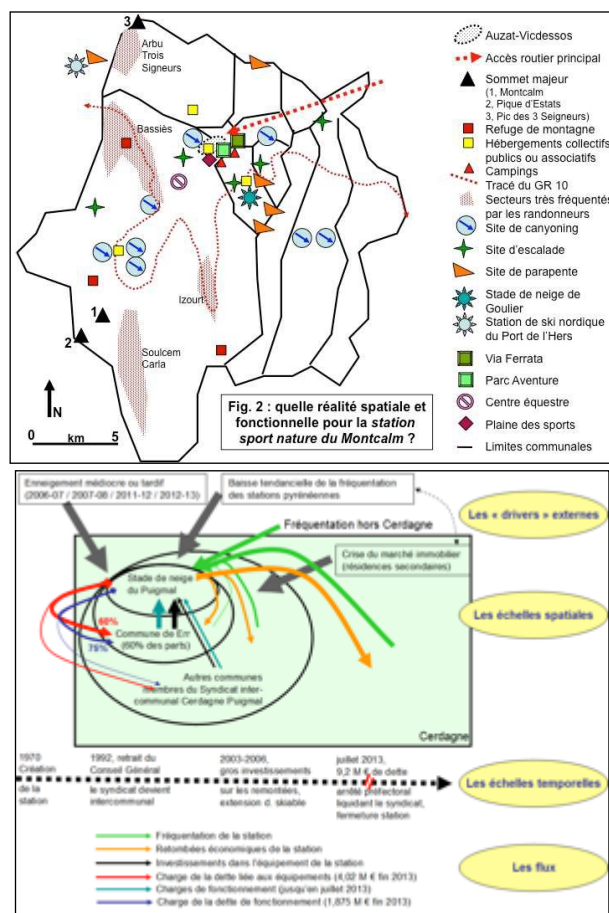 3
Arbu
Trois
Signeurs
Bassiès
Izourt
1
2
Soulcem
Carla
N
0 km 5
Fig. 2 : quelle réalité spatiale et
fonctionnelle pour la station
sport nature du Montcalm ?
Auzat-Vicdessos
Accès routier principal
Sommet majeur
(1, Montcalm
2, Pique d'Estats
3, Pic des 3 Seigneurs)
Refuge de montagne
Hébergements collectifs
publics ou associatifs
Campings
Tracé du GR 10
Secteurs très fréquentés
par les randonneurs
Site de canyoning
Site d'escalade
Site de parapente
Stade de neige de
Goulier
Station de ski nordique
du Port de l'Hers
Via Ferrata
Parc Aventure
Centre équestre
Plaine des sports
Limites communales
Enneigement médiocre ou tardif
(2006-07 / 2007-08 / 2011-12 / 2012-13)
Baisse tendancielle de la fréquentation
des stations pyrénéennes
Les « drivers » externes
Fréquentation hors Cerdagne
Crise du marché immobilier
(résidences secondaires)
Stade de neige
du Puigmal
Les échelles spatiales
60%
Commune de Err
(60% des parts)
75%
Autres communes
membres du Syndicat inter-
communal Cerdagne Puigmal
Cerdagne
1970
Création
de la
station
1992, retrait du
Conseil Général
le syndicat devient
intercommunal
2003-2006,
gros investissements
sur les remontées,
extension d. skiable
juillet 2013,
9,2 M € de dette
arrêté préfectoral
liquidant le syndicat,
fermeture station
Les échelles temporelles
Fréquentation de la station
Retombées économiques de la station
Investissements dans l'équipement de la station
Charge de la dette liée aux équipements (4,02 M € fin 2013)
Charges de fonctionnement (jusqu'en juillet 2013)
Charge de la dette de fonctionnement (1,875 M € fin 2013)
Les flux